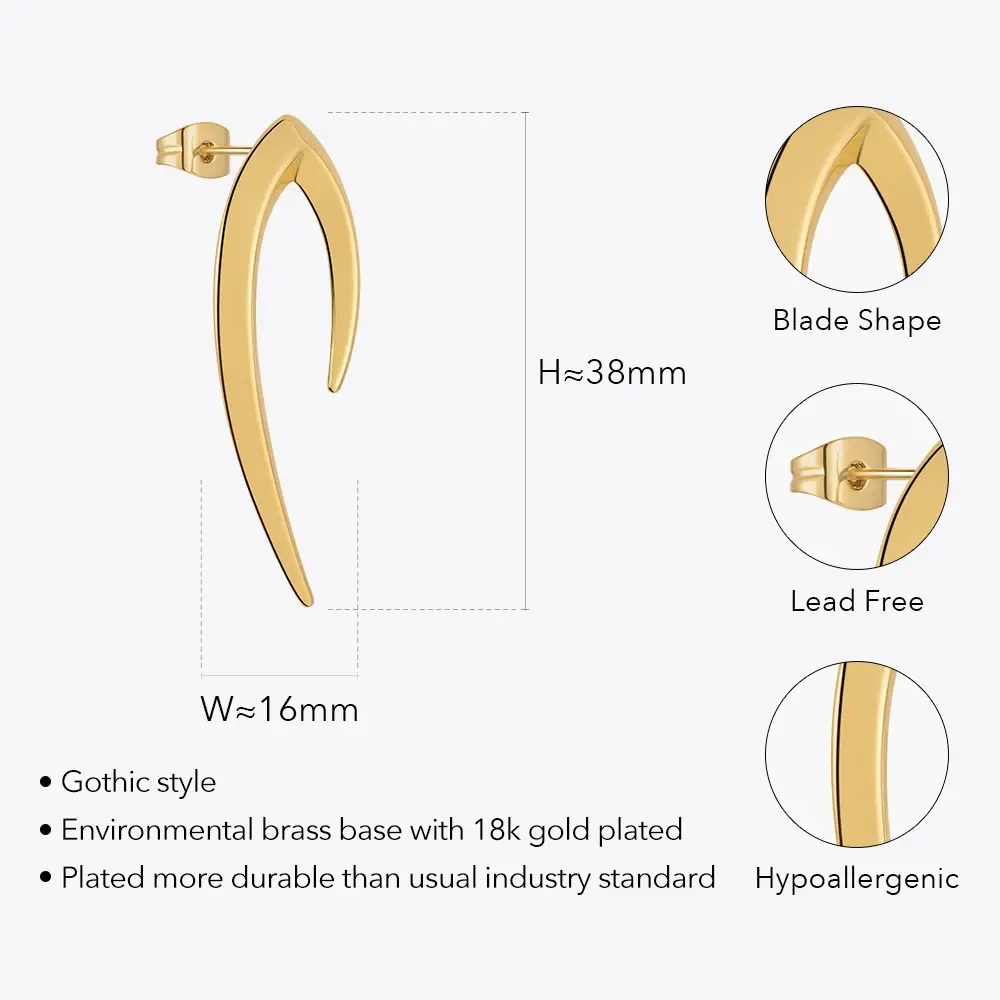 H≈38mm
W≈16mm
Blade Shape
Lead Free
Hypoallergenic
• Gothic style
• Environmental brass base with 18k gold plated
• Plated more durable than usual industry standard